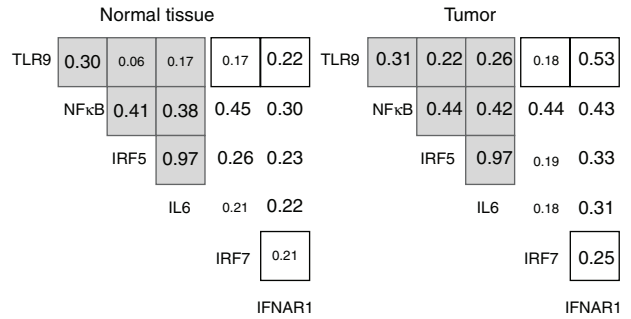 Normal tissue Tumor
TLR9 0.30 0.06 0.17 0.17 0.22 TLR9 0.31 0.22 0.26 0.18 0.53
NFκB 0.41 0.38 0.45 0.30 NFκB 0.44 0.42 0.44 0.43
IRF5 0.97 0.26 0.23 IRF5 0.97 0.19 0.33
IL6 0.21 0.22 IL6 0.18 0.31
IRF7 0.21 IRF7 0.25
IFNAR1 IFNAR1